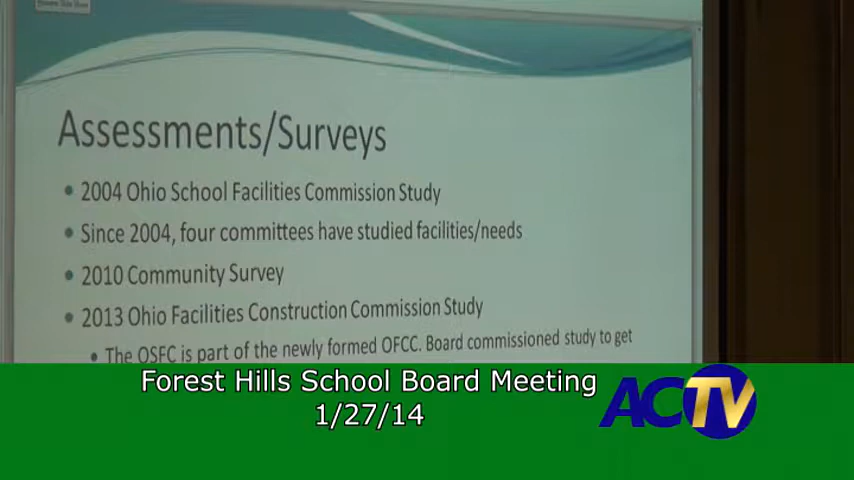 Assessments/Surveys
• 2004 Ohio School Facilities Commission Study
• Since 2004, four committees have studied facilities/needs
• 2010 Community Survey
• 2013 Ohio Facilities Construction Commission Study
• The OSFC is part of the newly formed OFCC. Board commissioned study to get
Forest Hills School Board Meeting
1/27/14
ACTV